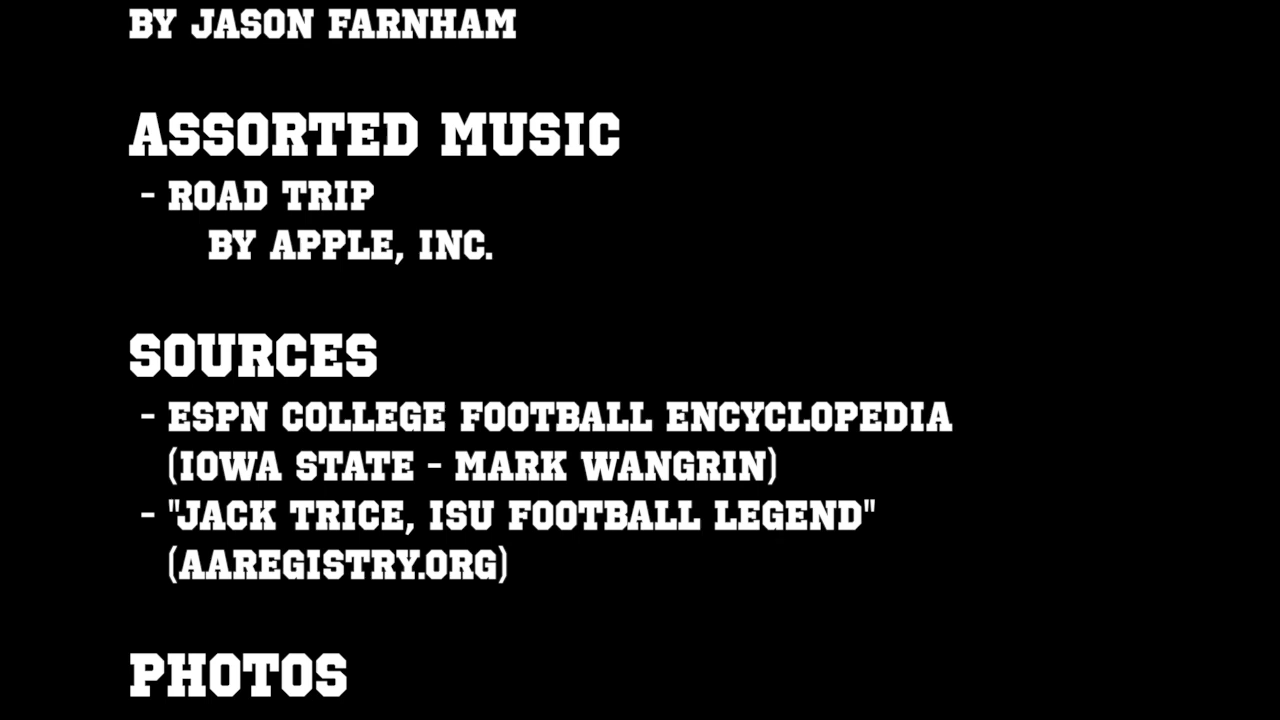 BY JASON FARNHAM
ASSORTED MUSIC
- ROAD TRIP
BY APPLE, INC.
SOURCES
- ESPN COLLEGE FOOTBALL ENCYCLOPEDIA
(IOWA STATE - MARK WANGRIN)
- "JACK TRICE, ISU FOOTBALL LEGEND"
(AAREGISTRY.ORG)
PHOTOS